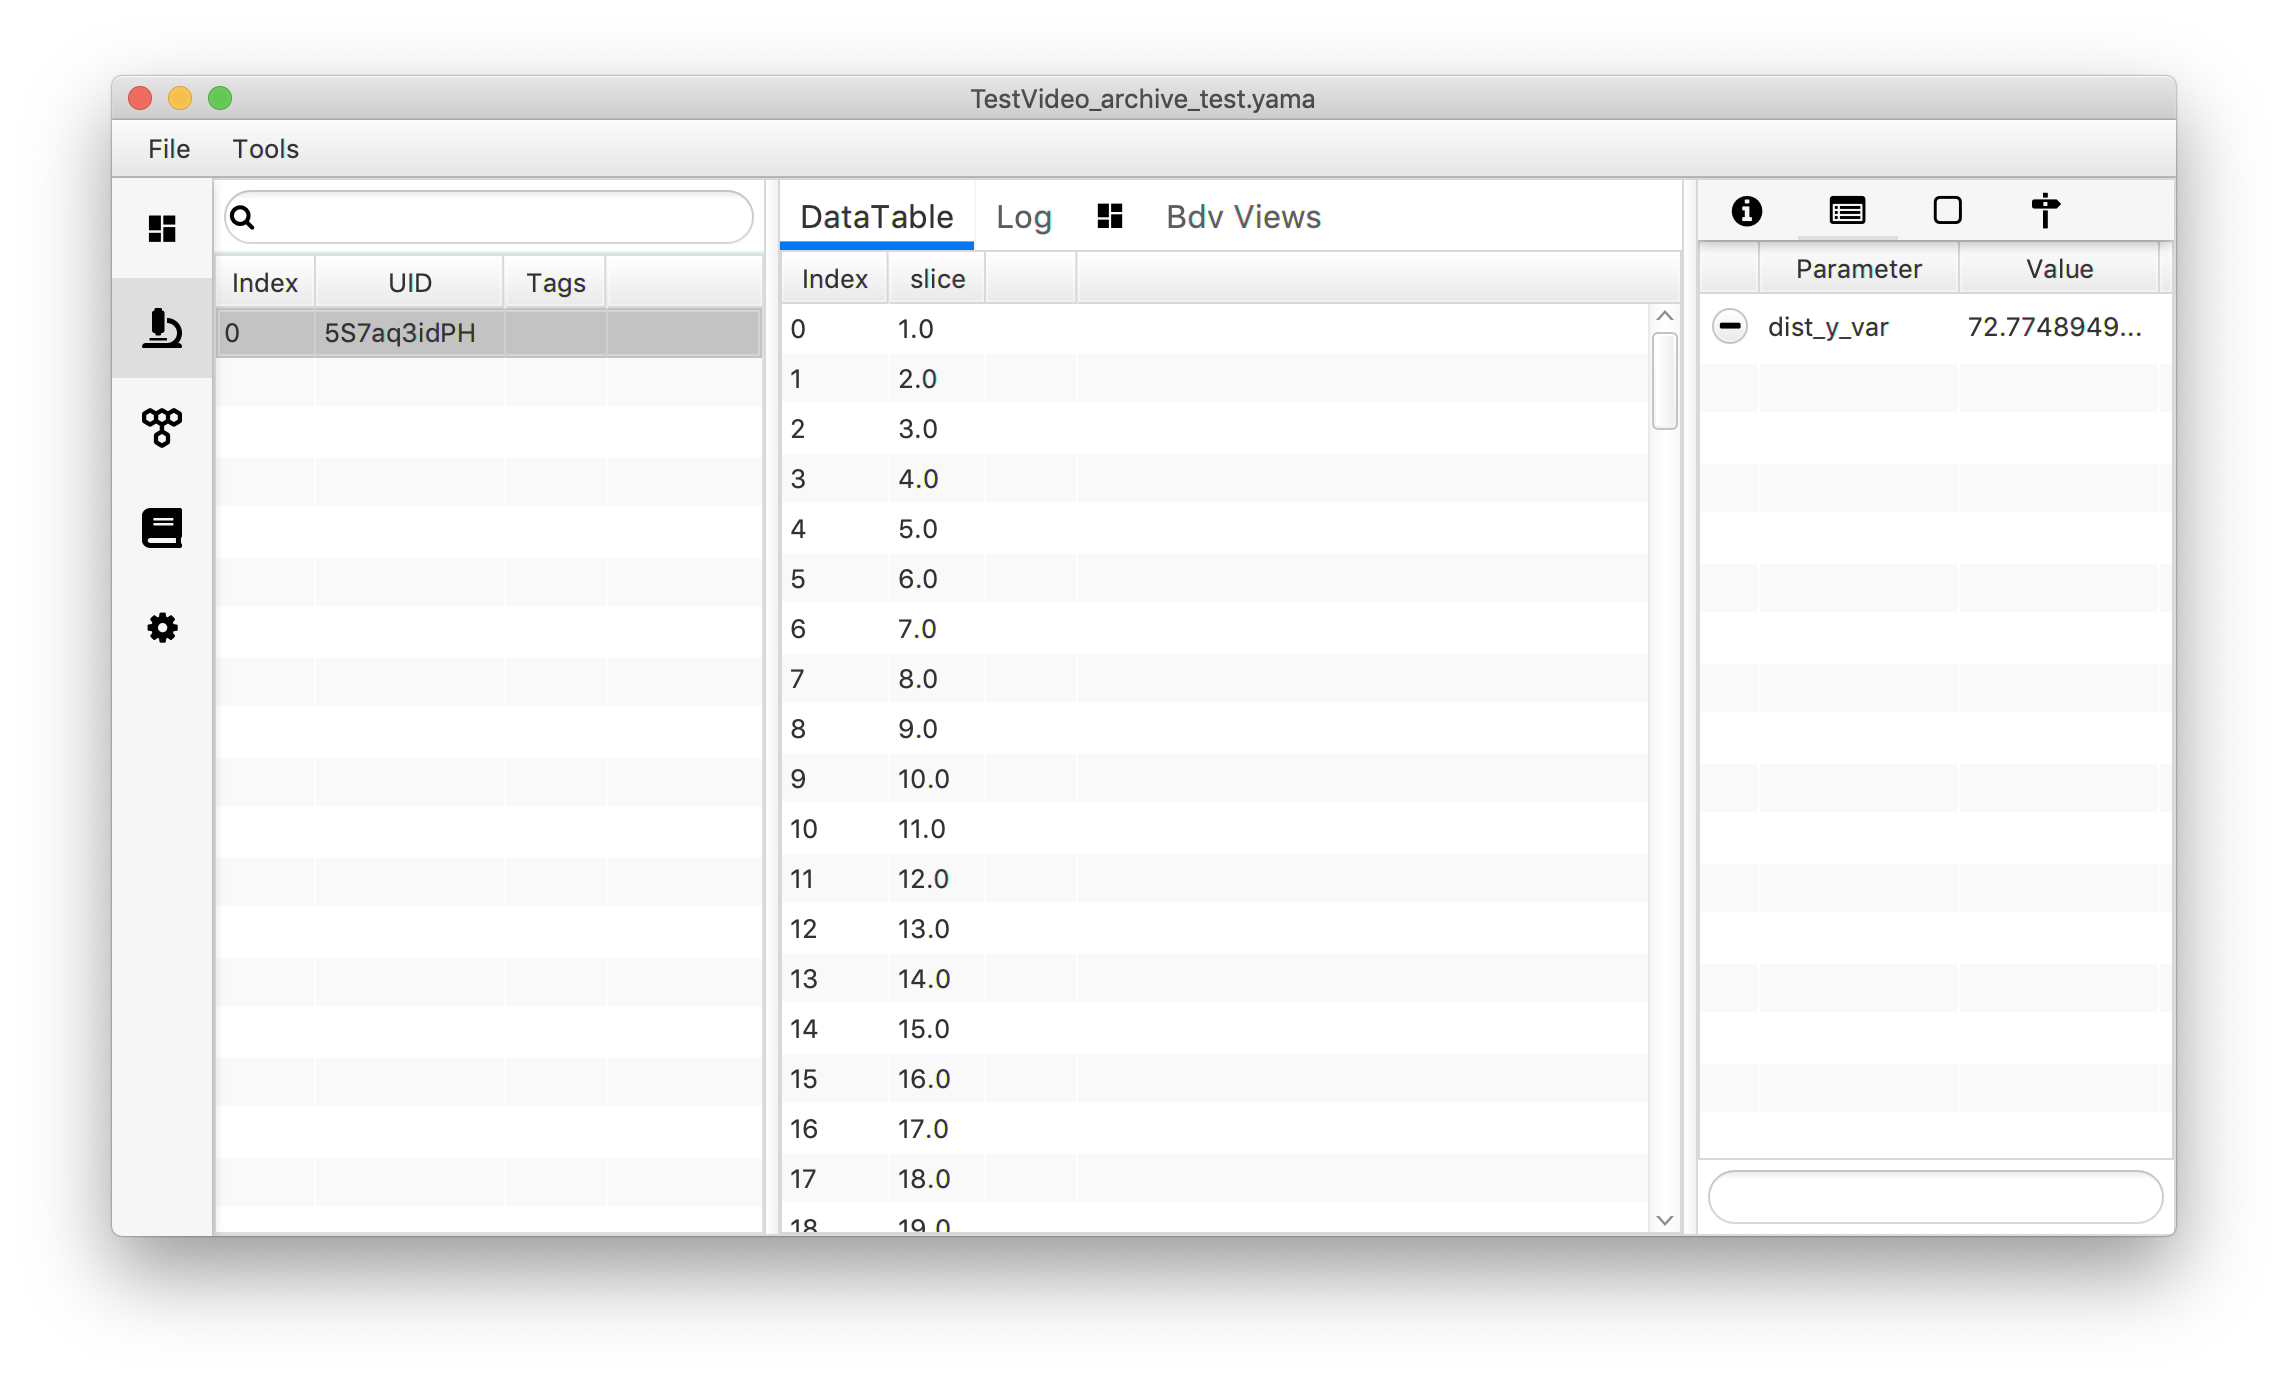 TestVideo_archive_test.yama
File Tools
DataTable Log Bdv Views
Index UID Tags
0 5S7aq3idPH
Index slice
0 1.0
1 2.0
2 3.0
3 4.0
4 5.0
5 6.0
6 7.0
7 8.0
8 9.0
9 10.0
10 11.0
11 12.0
12 13.0
13 14.0
14 15.0
15 16.0
16 17.0
17 18.0
18 19.0
Parameter Value
dist_y_var 72.7748949...